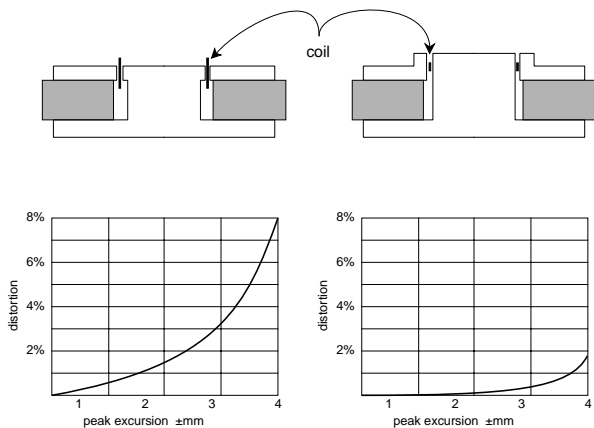 coil
8%
6%
4%
2%
distortion
1 2 3 4
peak excursion ±mm
8%
6%
4%
2%
distortion
1 2 3 4
peak excursion ±mm